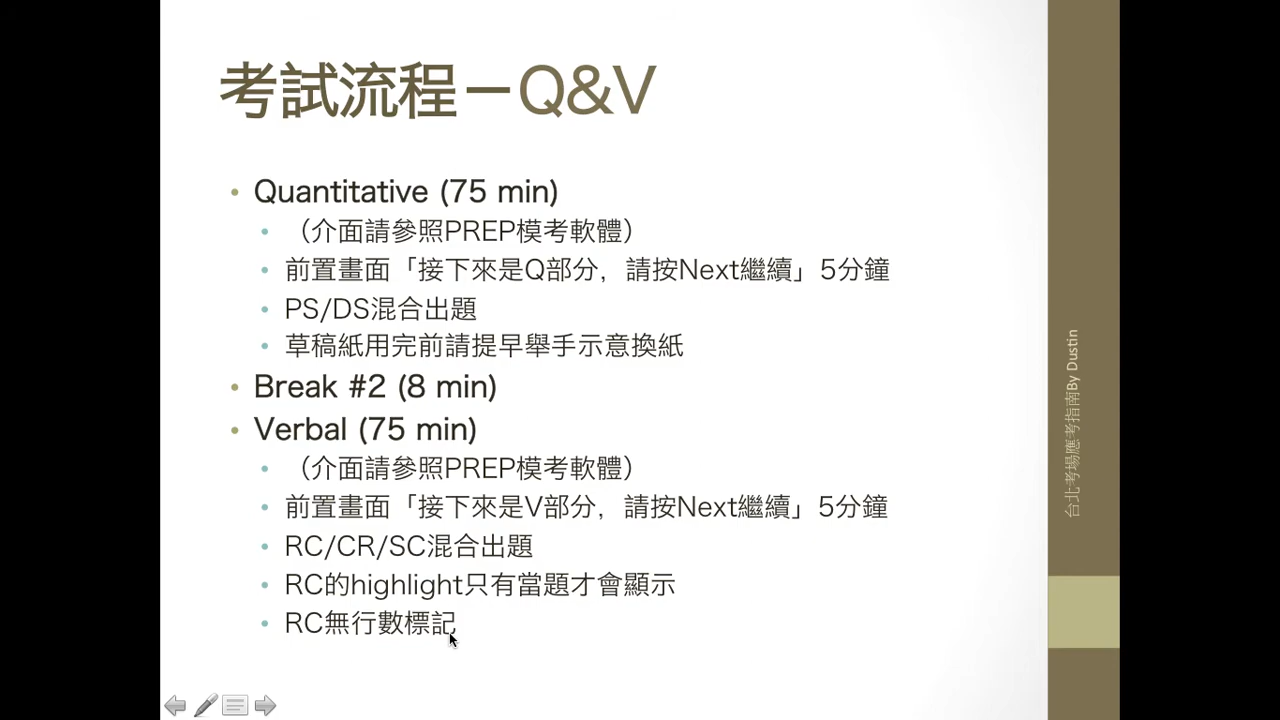 考試流程－Q&V
• Quantitative (75 min)
• （介面請參照PREP模考軟體）
• 前置畫面「接下來是Q部分，請按Next繼續」5分鐘
• PS/DS混合出題
• 草稿紙用完前請提早舉手示意換紙
• Break #2 (8 min)
• Verbal (75 min)
• （介面請參照PREP模考軟體）
• 前置畫面「接下來是V部分，請按Next繼續」5分鐘
• RC/CR/SC混合出題
• RC的highlight只有當題才會顯示
• RC無行數標記
台北考場應考指南By Dustin